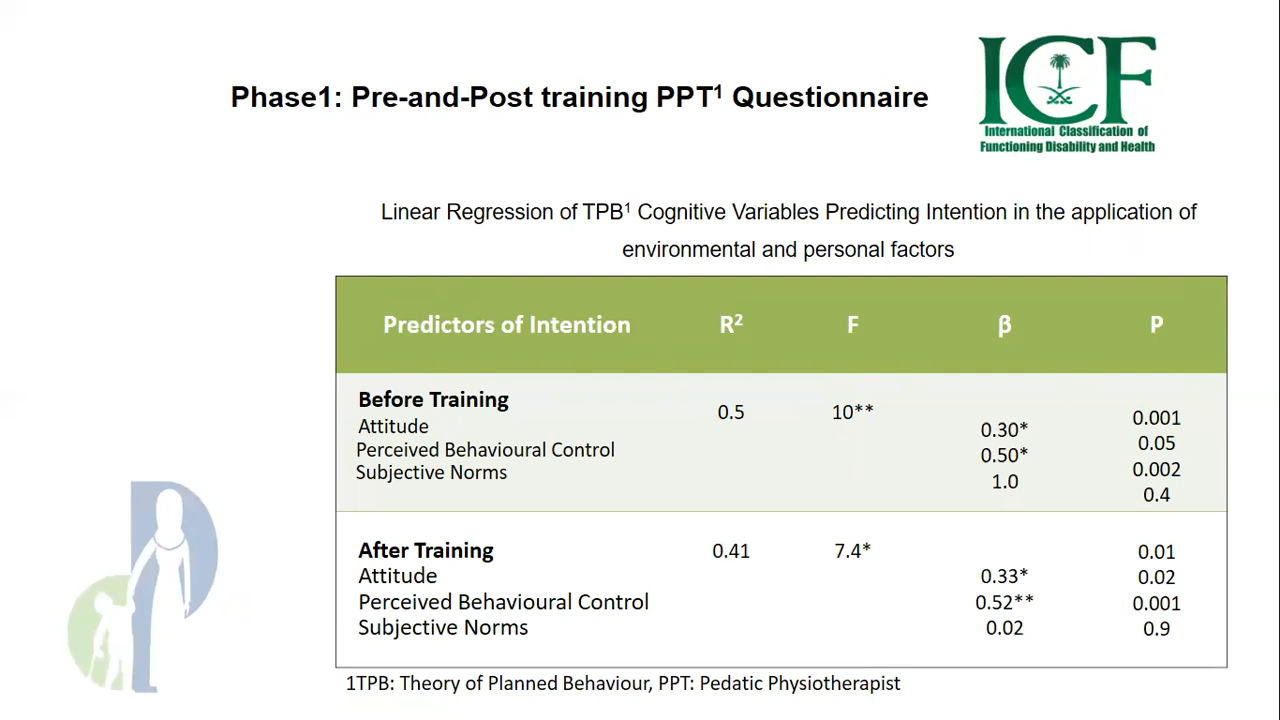 ICF
International Classification of
Functioning Disability and Health
Phase1: Pre-and-Post training PPT¹ Questionnaire
Linear Regression of TPB¹ Cognitive Variables Predicting Intention in the application of
environmental and personal factors
Predictors of Intention R² F β P
Before Training 0.5 10** 0.001
Attitude 0.30* 0.05
Perceived Behavioural Control 0.50* 0.002
Subjective Norms 1.0 0.4
After Training 0.41 7.4* 0.01
Attitude 0.33* 0.02
Perceived Behavioural Control 0.52** 0.001
Subjective Norms 0.02 0.9
1TPB: Theory of Planned Behaviour, PPT: Pedatic Physiotherapist